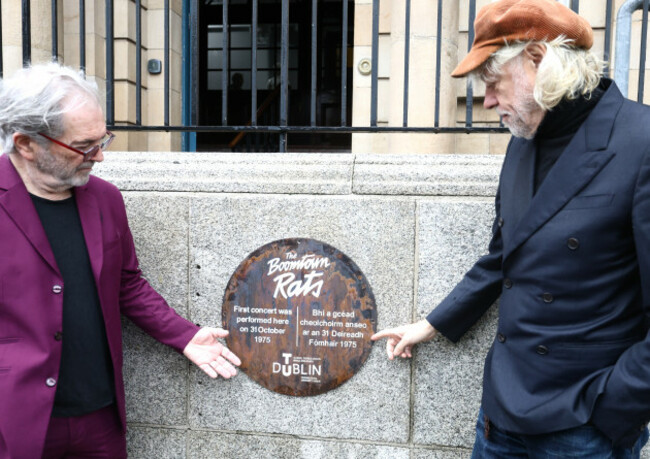 The
Boomtown
Rats
First concert was
performed here
on 31 October
1975
Bhí a gcéad
cheolchoirm anseo
ar an 31 Deireadh
Fómhair 1975
T
DUBLIN